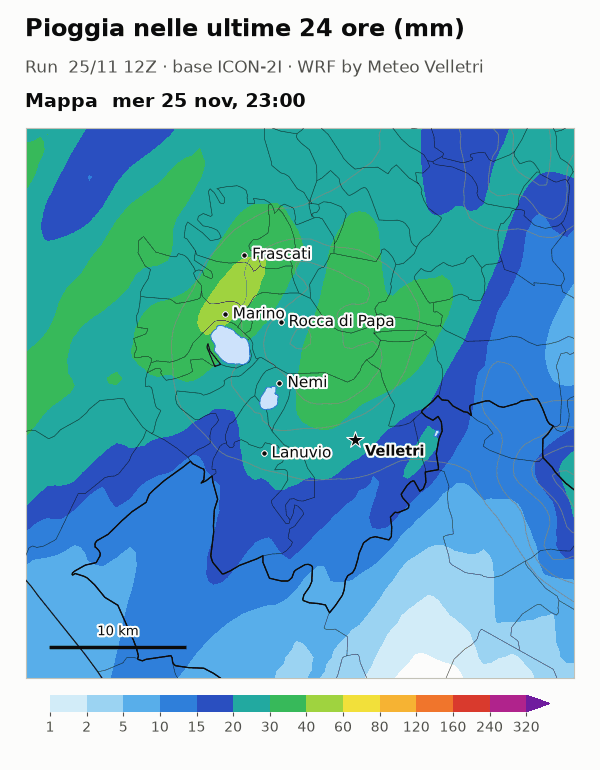 Pioggia nelle ultime 24 ore (mm)
Run  25/11 12Z · base ICON-2I · WRF by Meteo Velletri
Mappa  mer 25 nov, 23:00
Frascati
Marino
Rocca di Papa
Nemi
Velletri
Lanuvio
10 km
1 2 5 10 15 20 30 40 60 80 120 160 240 320